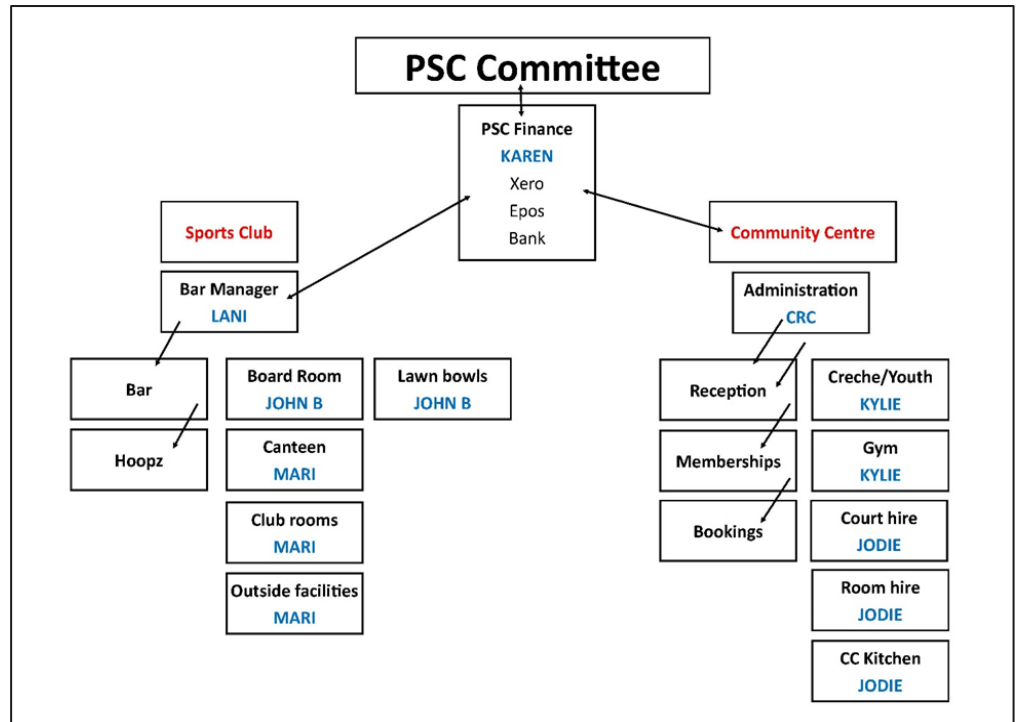 PSC Committee
PSC Finance
KAREN
Xero
Epos
Bank
Sports Club
Bar Manager
LANI
Bar
Hoopz
Board Room
JOHN B
Canteen
MARI
Club rooms
MARI
Outside facilities
MARI
Lawn bowls
JOHN B
Community Centre
Administration
CRC
Reception
Memberships
Bookings
Creche/Youth
KYLIE
Gym
KYLIE
Court hire
JODIE
Room hire
JODIE
CC Kitchen
JODIE